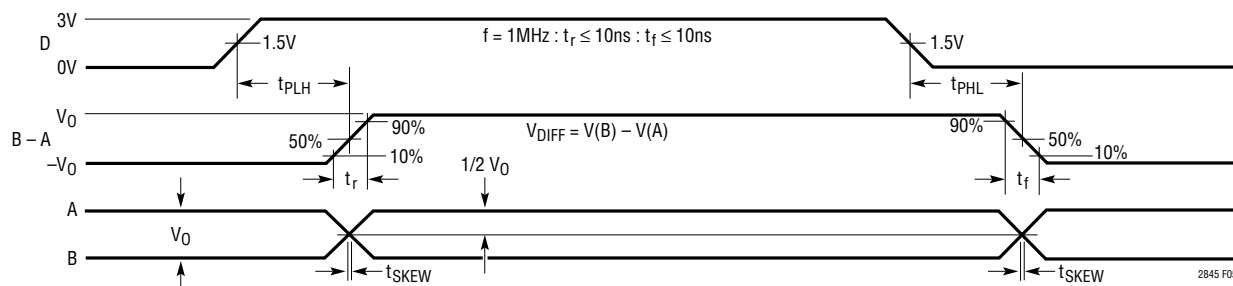 3V
D
0V
1.5V
f = 1MHz : tr ≤ 10ns : tf ≤ 10ns
1.5V
tPLH
tPHL
VO
B – A
–VO
50%
90%
10%
VDIFF = V(B) – V(A)
90%
50%
10%
tr
1/2 VO
tf
A
VO
B
tSKEW
tSKEW